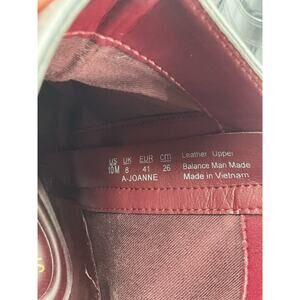 US UK EUR cm Leather Upper
10M 8 41 26 Balance Man Made
A-JOANNE Made in Vietnam